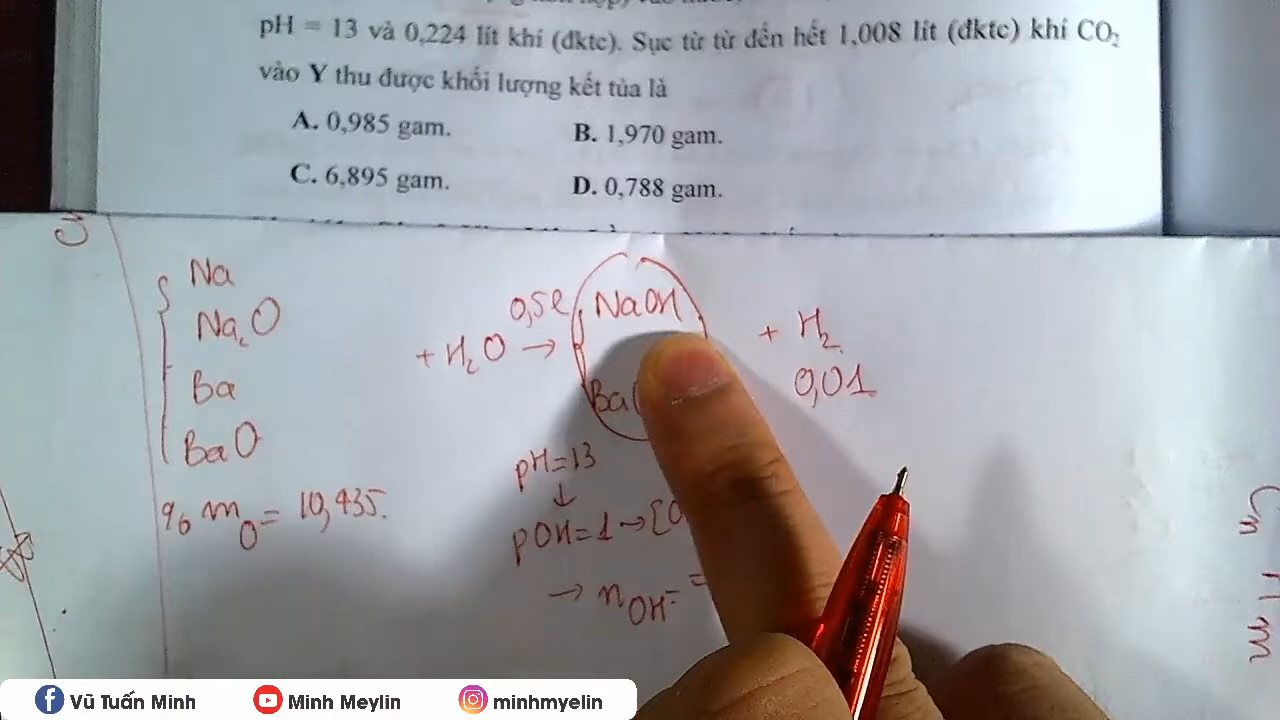 pH = 13 và 0,224 lít khí (đktc). Sục từ từ đến hết 1,008 lít (đktc) khí CO₂
vào Y thu được khối lượng kết tủa là
A. 0,985 gam.
B. 1,970 gam.
C. 6,895 gam.
D. 0,788 gam.
Na
Na₂O
Ba
BaO
% mO = 10,435.
+ H₂O → 0,5ℓ
NaOH
Ba(
+ H₂
0,01
pH=13
↓
pOH=1→[O
→ nOH⁻ =
Cn Hm
Vũ Tuấn Minh
Minh Meylin
minhmyelin